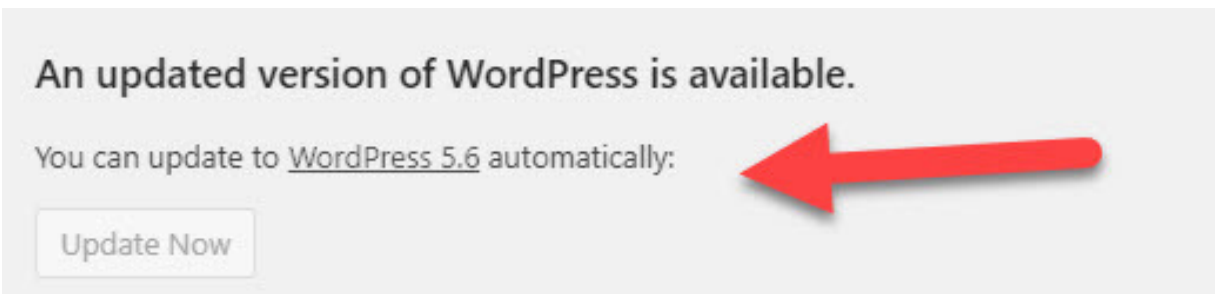 An updated version of WordPress is available.
You can update to WordPress 5.6 automatically:
Update Now